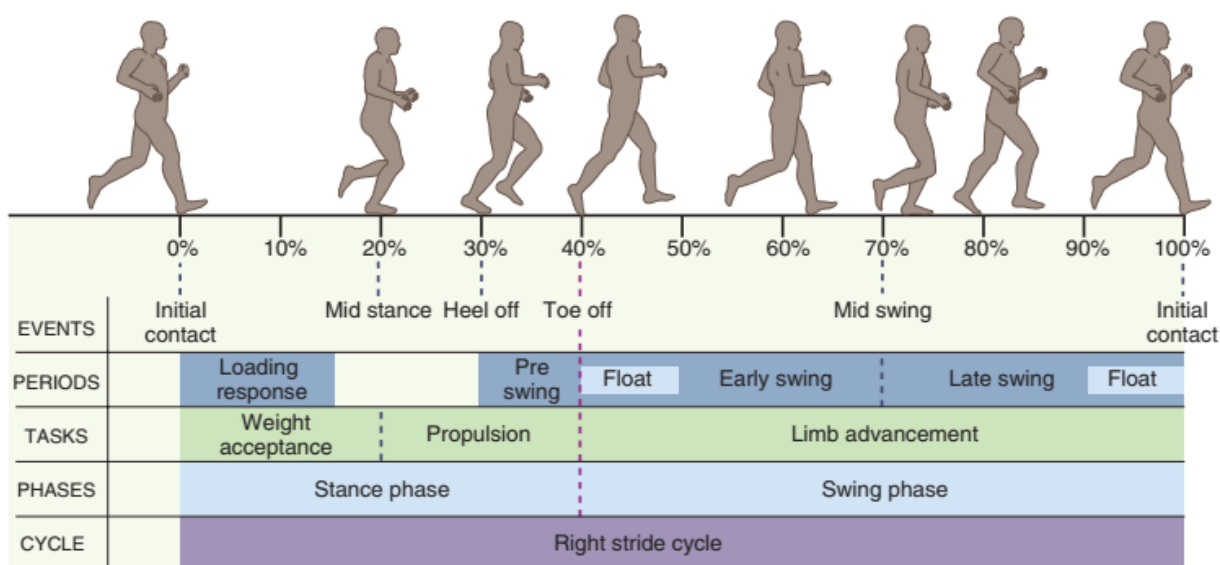 0% 10% 20% 30% 40% 50% 60% 70% 80% 90% 100%
EVENTS
Initial
contact
Mid stance
Heel off
Toe off
Mid swing
Initial
contact
PERIODS
Loading
response
Pre
swing
Float
Early swing
Late swing
Float
TASKS
Weight
acceptance
Propulsion
Limb advancement
PHASES
Stance phase
Swing phase
CYCLE
Right stride cycle